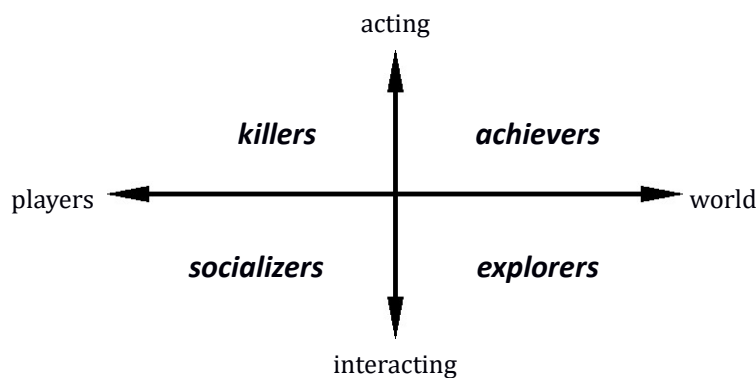 acting
killers achievers
players world
socializers explorers
interacting